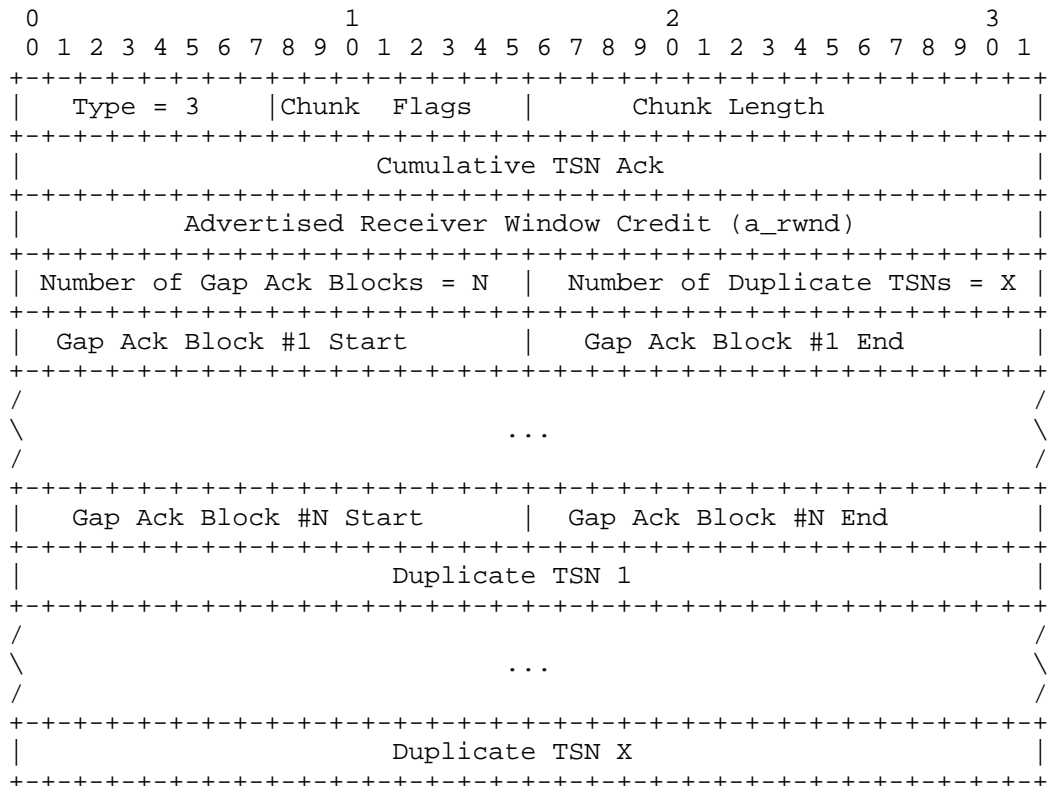 0                   1                   2                   3
 0 1 2 3 4 5 6 7 8 9 0 1 2 3 4 5 6 7 8 9 0 1 2 3 4 5 6 7 8 9 0 1
+-+-+-+-+-+-+-+-+-+-+-+-+-+-+-+-+-+-+-+-+-+-+-+-+-+-+-+-+-+-+-+-+
|   Type = 3    |Chunk  Flags   |      Chunk Length             |
+-+-+-+-+-+-+-+-+-+-+-+-+-+-+-+-+-+-+-+-+-+-+-+-+-+-+-+-+-+-+-+-+
|                      Cumulative TSN Ack                       |
+-+-+-+-+-+-+-+-+-+-+-+-+-+-+-+-+-+-+-+-+-+-+-+-+-+-+-+-+-+-+-+-+
|          Advertised Receiver Window Credit (a_rwnd)           |
+-+-+-+-+-+-+-+-+-+-+-+-+-+-+-+-+-+-+-+-+-+-+-+-+-+-+-+-+-+-+-+-+
| Number of Gap Ack Blocks = N  |  Number of Duplicate TSNs = X |
+-+-+-+-+-+-+-+-+-+-+-+-+-+-+-+-+-+-+-+-+-+-+-+-+-+-+-+-+-+-+-+-+
|  Gap Ack Block #1 Start       |   Gap Ack Block #1 End        |
+-+-+-+-+-+-+-+-+-+-+-+-+-+-+-+-+-+-+-+-+-+-+-+-+-+-+-+-+-+-+-+-+
/                                                               /
\                              ...                              \
/                                                               /
+-+-+-+-+-+-+-+-+-+-+-+-+-+-+-+-+-+-+-+-+-+-+-+-+-+-+-+-+-+-+-+-+
|   Gap Ack Block #N Start      |  Gap Ack Block #N End         |
+-+-+-+-+-+-+-+-+-+-+-+-+-+-+-+-+-+-+-+-+-+-+-+-+-+-+-+-+-+-+-+-+
|                       Duplicate TSN 1                         |
+-+-+-+-+-+-+-+-+-+-+-+-+-+-+-+-+-+-+-+-+-+-+-+-+-+-+-+-+-+-+-+-+
/                                                               /
\                              ...                              \
/                                                               /
+-+-+-+-+-+-+-+-+-+-+-+-+-+-+-+-+-+-+-+-+-+-+-+-+-+-+-+-+-+-+-+-+
|                       Duplicate TSN X                         |
+-+-+-+-+-+-+-+-+-+-+-+-+-+-+-+-+-+-+-+-+-+-+-+-+-+-+-+-+-+-+-+-+